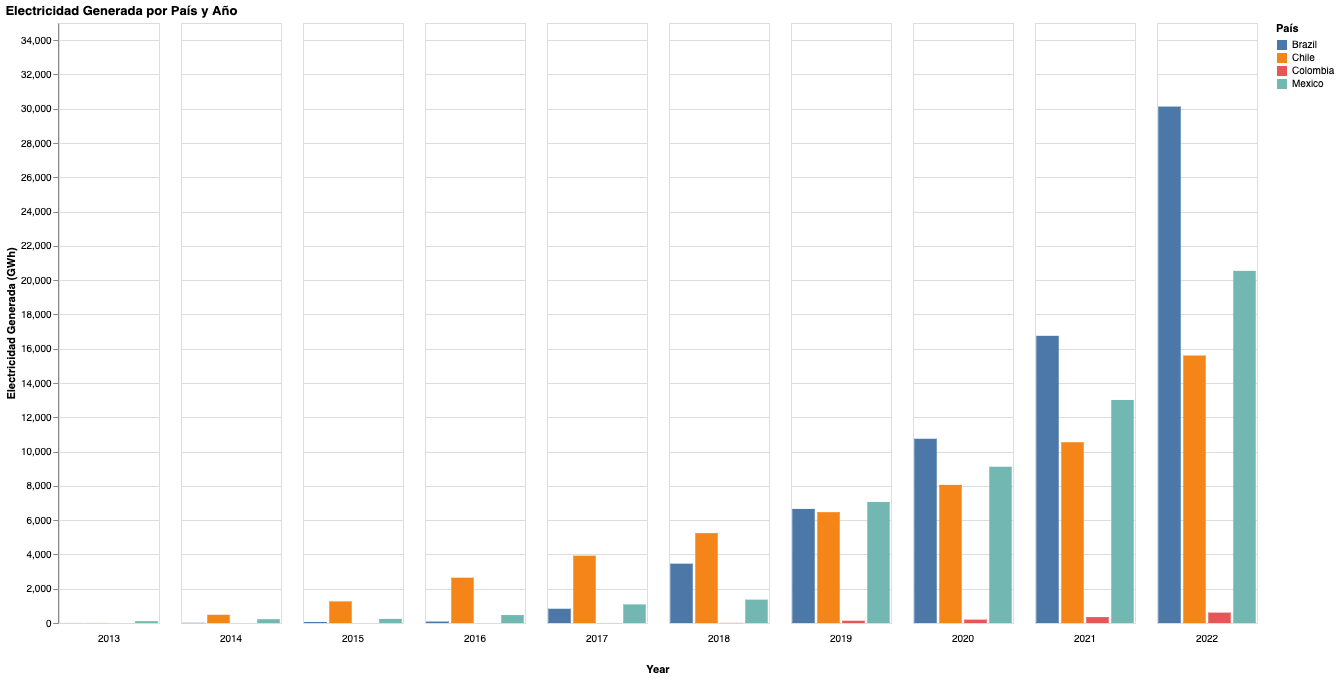 Electricidad Generada por País y Año
País
Brazil
Chile
Colombia
Mexico
Electricidad Generada (GWh)
34,000
32,000
30,000
28,000
26,000
24,000
22,000
20,000
18,000
16,000
14,000
12,000
10,000
8,000
6,000
4,000
2,000
0
2013 2014 2015 2016 2017 2018 2019 2020 2021 2022
Year